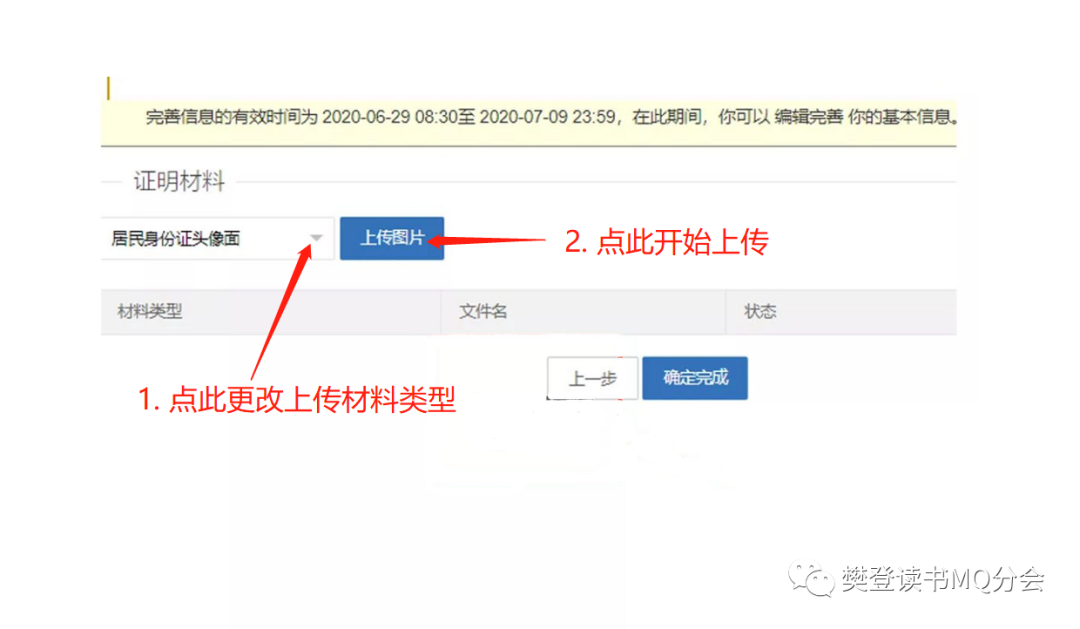 完善信息的有效时间为 2020-06-29 08:30至 2020-07-09 23:59，在此期间，你可以 编辑完善 你的基本信息。
证明材料
居民身份证头像面
上传图片
2. 点此开始上传
材料类型 文件名 状态
上一步 确定完成
1. 点此更改上传材料类型
樊登读书MQ分会